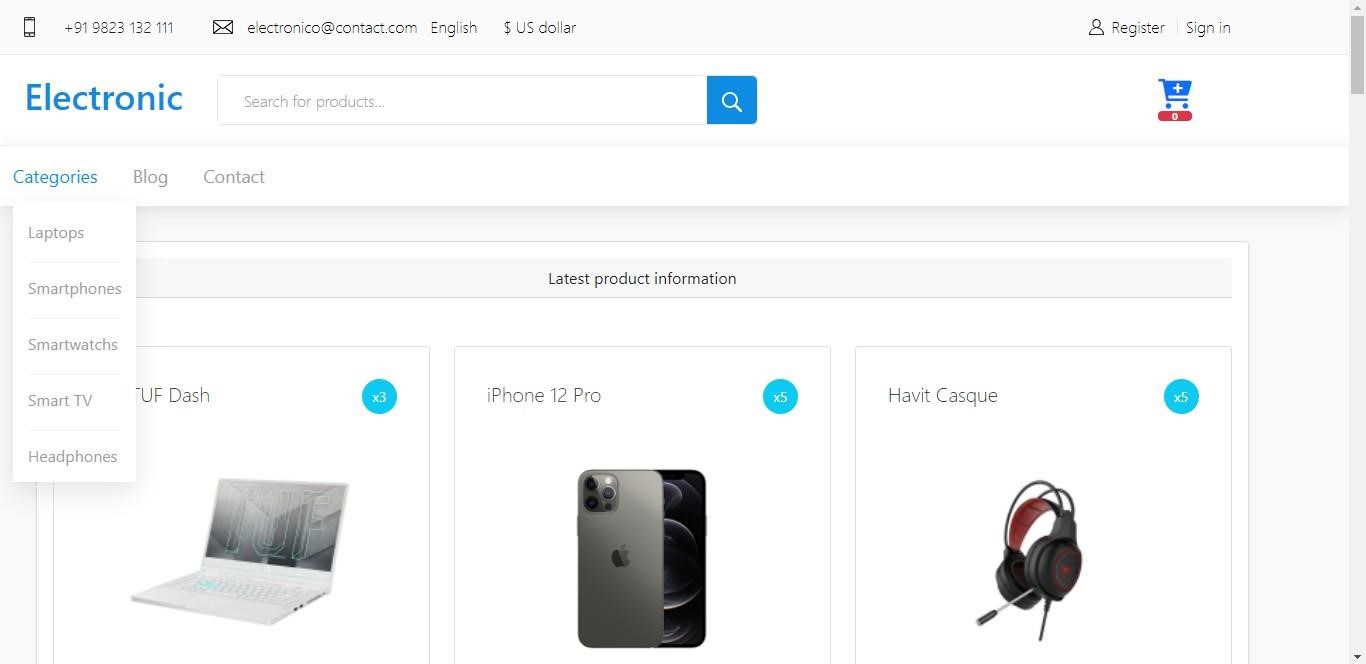 +91 9823 132 111 electronico@contact.com English $ US dollar Register Sign in
Electronic Search for products... 0
Categories Blog Contact
Laptops
Smartphones
Smartwatchs
Smart TV
Headphones
Latest product information
TUF Dash x3
iPhone 12 Pro x5
Havit Casque x5
TUF